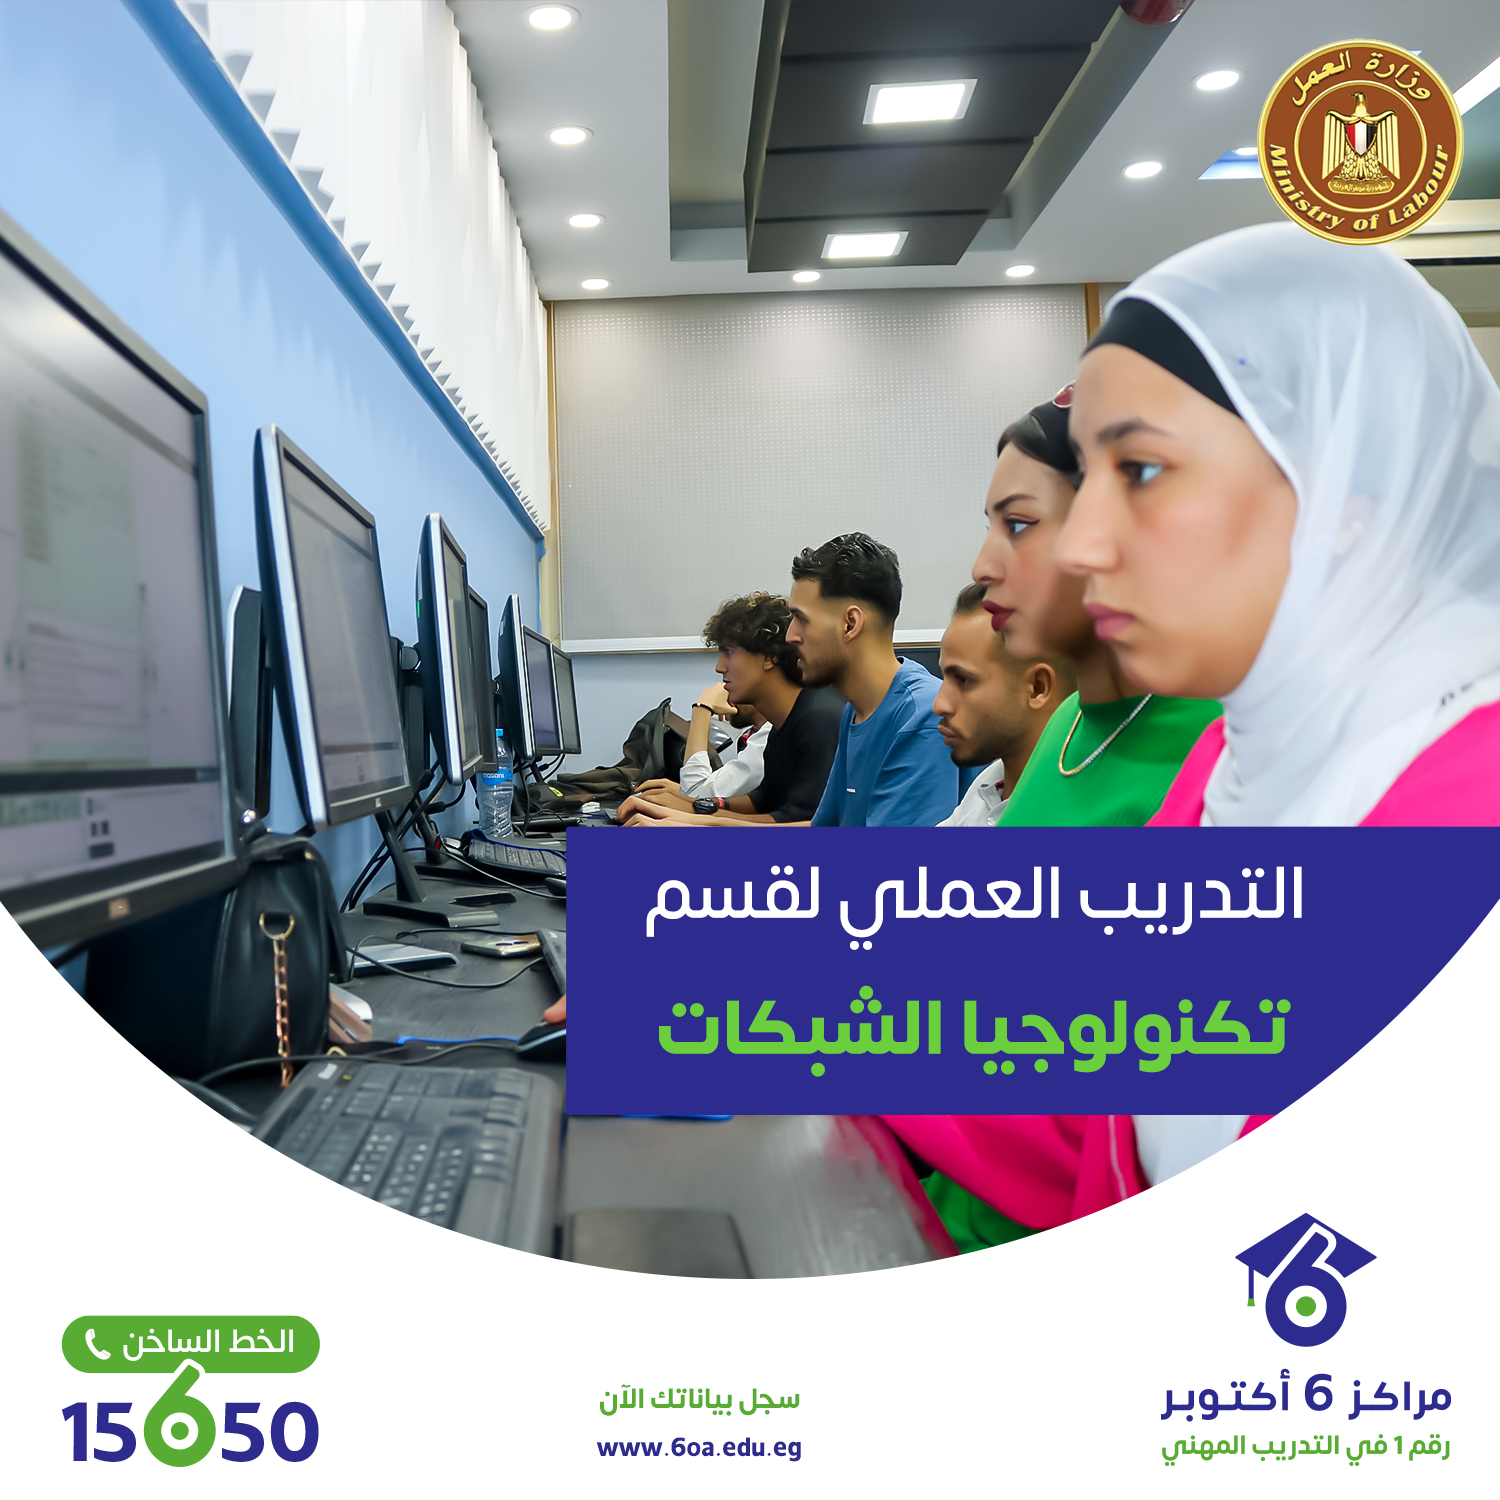 وزارة العمل
Ministry of Labour
التدريب العملي لقسم
تكنولوجيا الشبكات
الخط الساخن
15650
سجل بياناتك الآن
www.6oa.edu.eg
6
مراكز 6 أكتوبر
رقم 1 في التدريب المهني